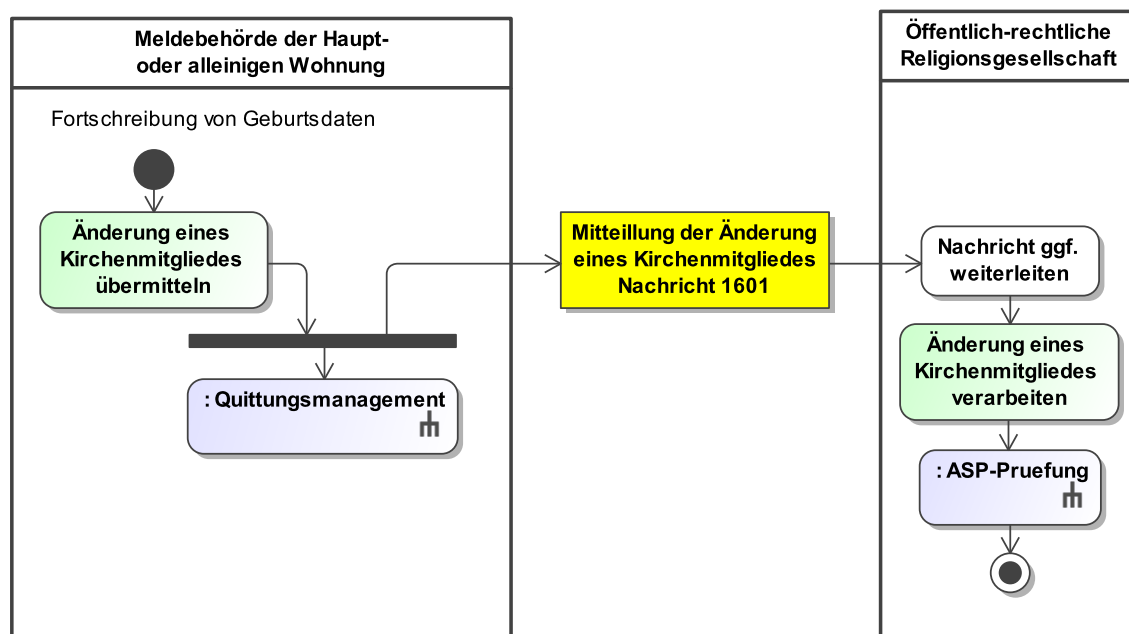 Meldebehörde der Haupt-
oder alleinigen Wohnung
Fortschreibung von Geburtsdaten
Änderung eines
Kirchenmitgliedes
übermitteln
: Quittungsmanagement
Mitteillung der Änderung
eines Kirchenmitgliedes
Nachricht 1601
Öffentlich-rechtliche
Religionsgesellschaft
Nachricht ggf.
weiterleiten
Änderung eines
Kirchenmitgliedes
verarbeiten
: ASP-Pruefung